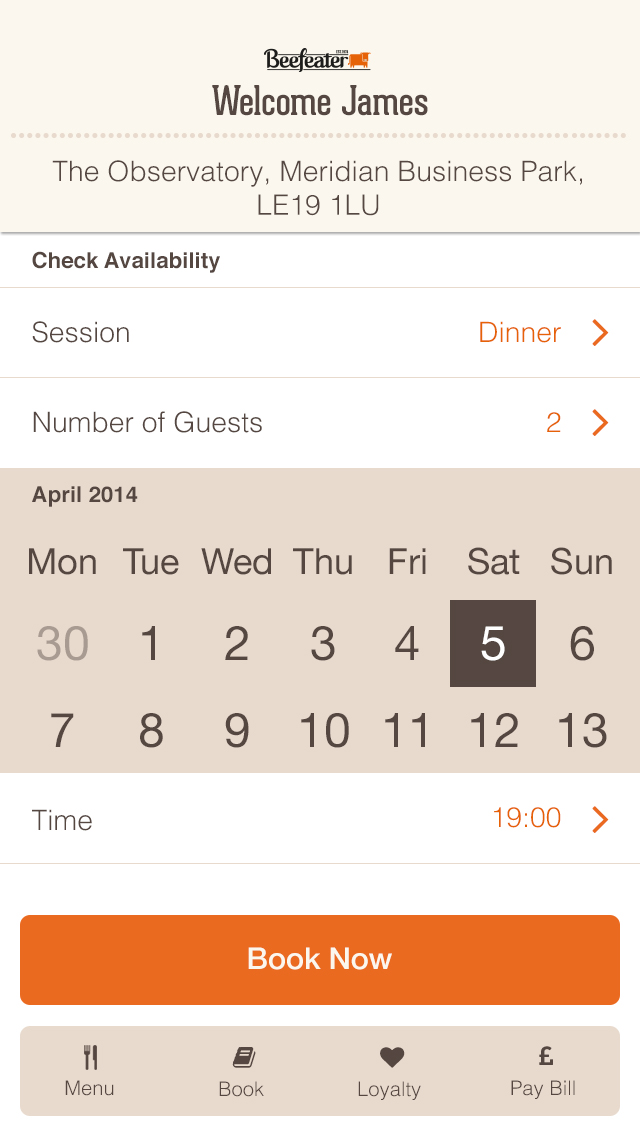 Beefeater
Welcome James
The Observatory, Meridian Business Park,
LE19 1LU
Check Availability
Session Dinner
Number of Guests 2
April 2014
Mon Tue Wed Thu Fri Sat Sun
30 1 2 3 4 5 6
7 8 9 10 11 12 13
Time 19:00
Book Now
£
Menu Book Loyalty Pay Bill